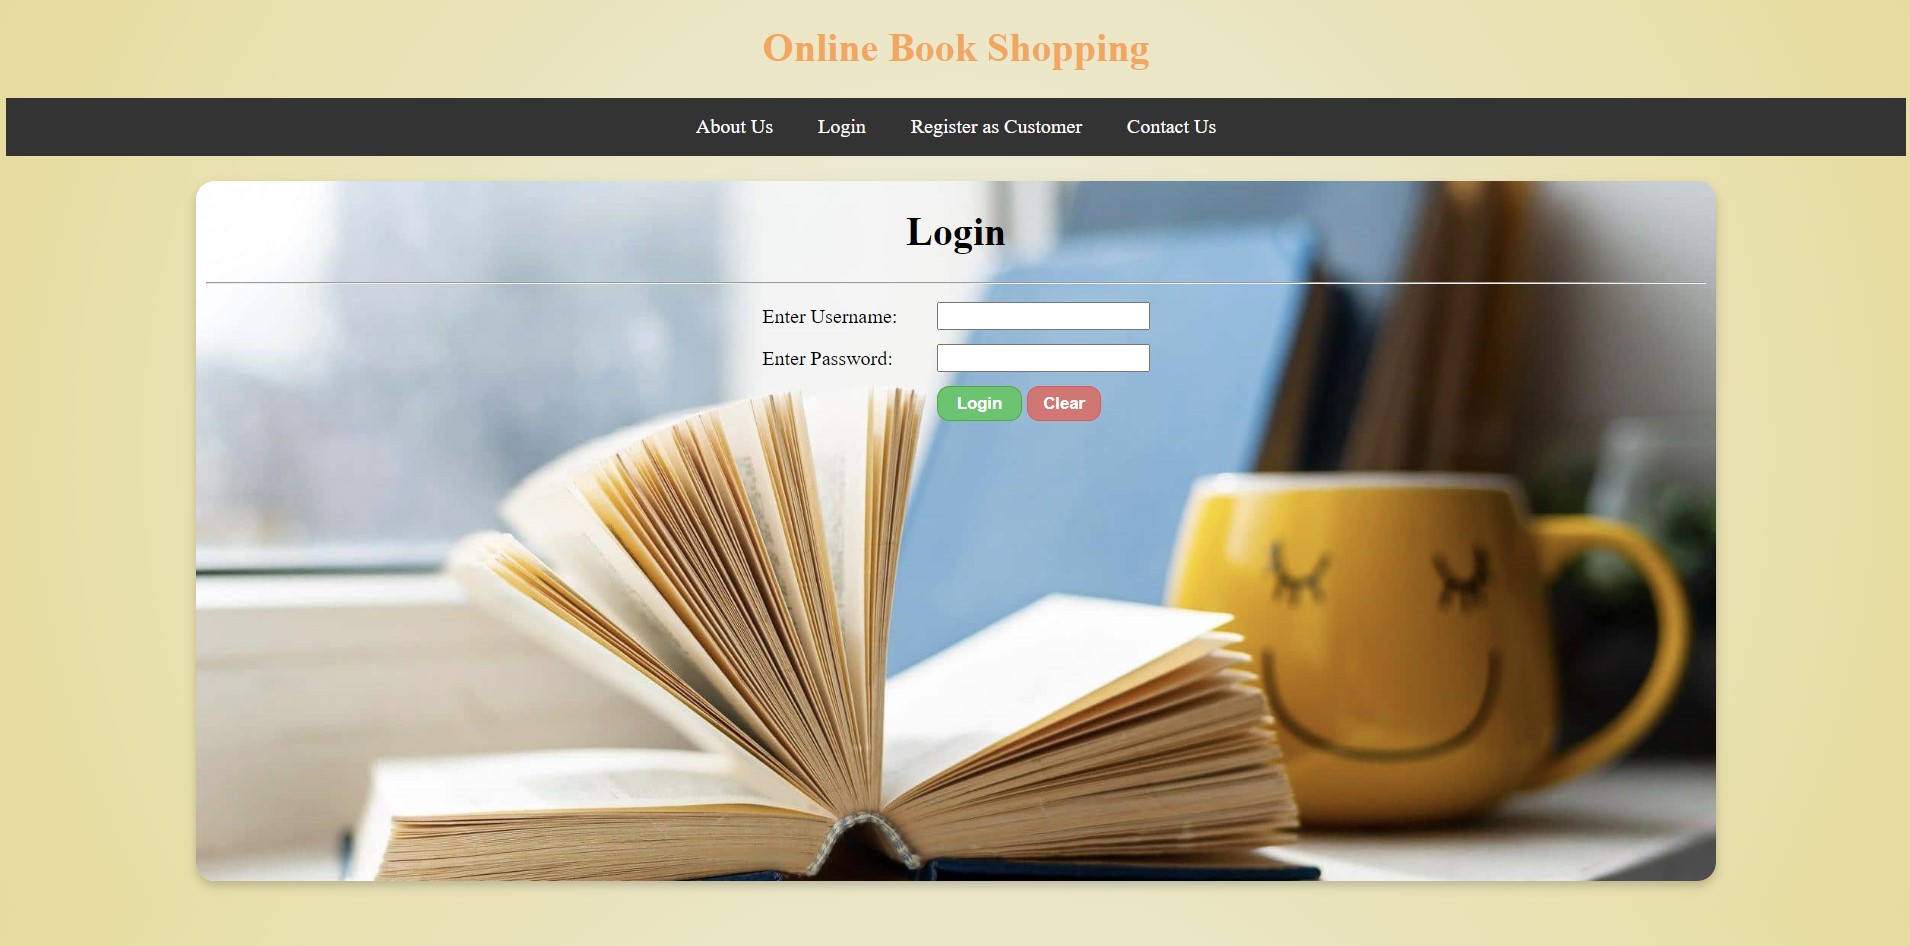 Online Book Shopping
About Us Login Register as Customer Contact Us
Login
Enter Username:
Enter Password:
Login Clear